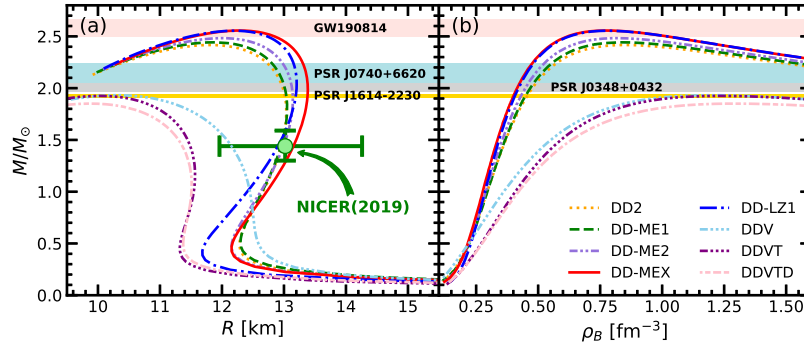 (a)
GW190814
PSR J0740+6620
PSR J1614-2230
NICER(2019)
M/M⊙
0.0
0.5
1.0
1.5
2.0
2.5
10
11
12
13
14
15
R [km]
(b)
PSR J0348+0432
DD2
DD-ME1
DD-ME2
DD-MEX
DD-LZ1
DDV
DDVT
DDVTD
0.25
0.50
0.75
1.00
1.25
1.50
ρB [fm⁻³]